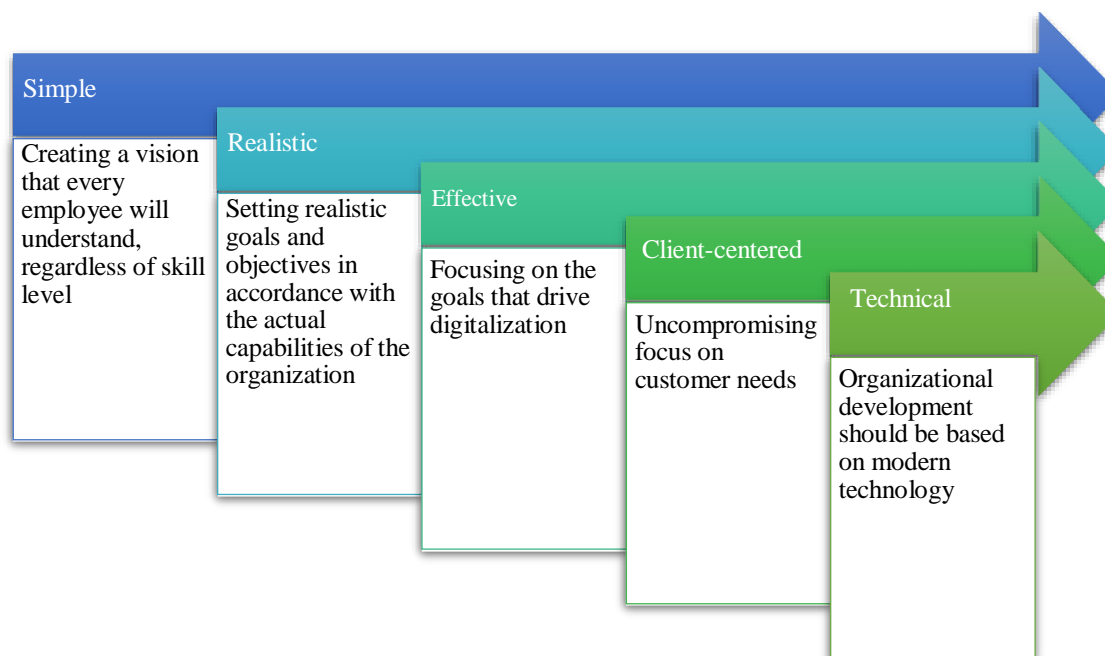 Simple
Creating a vision
that every
employee will
understand,
regardless of skill
level
Realistic
Setting realistic
goals and
objectives in
accordance with
the actual
capabilities of the
organization
Effective
Focusing on the
goals that drive
digitalization
Client-centered
Uncompromising
focus on
customer needs
Technical
Organizational
development
should be based
on modern
technology